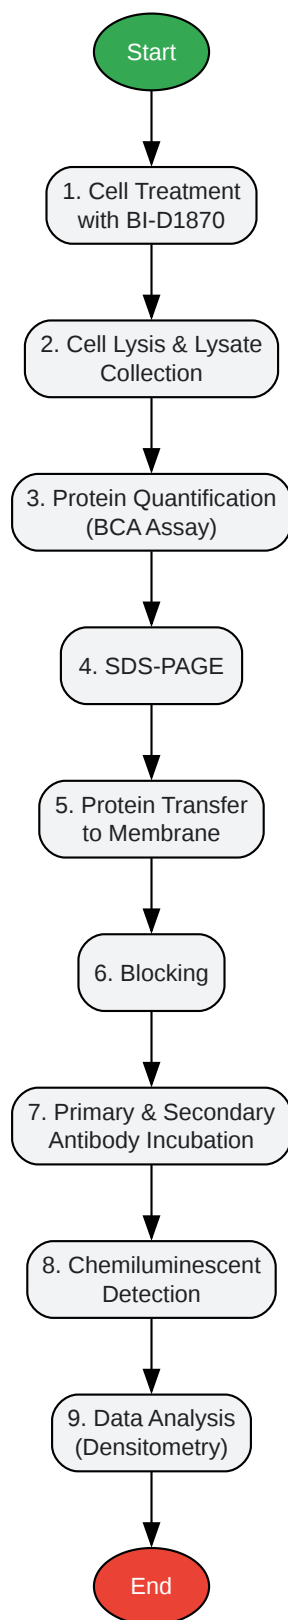 Start
1. Cell Treatment
with BI-D1870
2. Cell Lysis & Lysate
Collection
3. Protein Quantification
(BCA Assay)
4. SDS-PAGE
5. Protein Transfer
to Membrane
6. Blocking
7. Primary & Secondary
Antibody Incubation
8. Chemiluminescent
Detection
9. Data Analysis
(Densitometry)
End